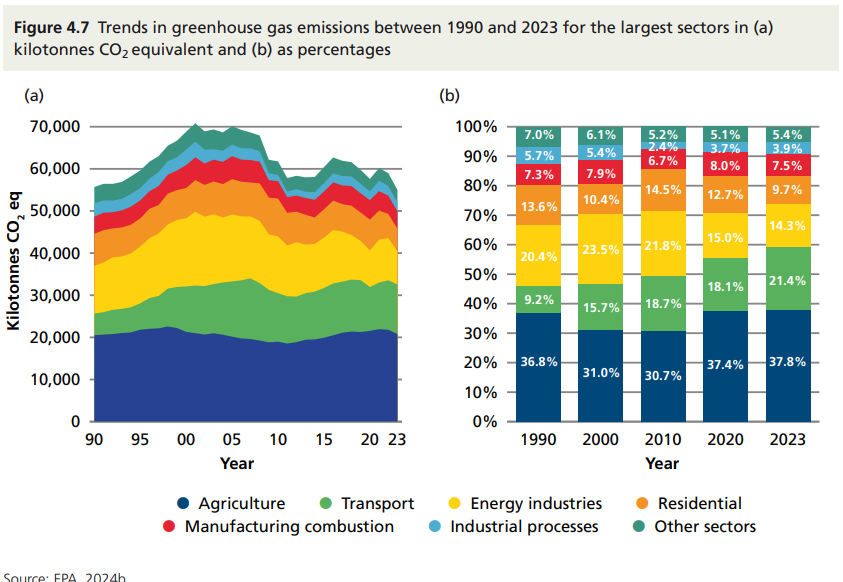 Figure 4.7 Trends in greenhouse gas emissions between 1990 and 2023 for the largest sectors in (a)
kilotonnes CO₂ equivalent and (b) as percentages
(a)
Kilotonnes CO₂ eq
70,000
60,000
50,000
40,000
30,000
20,000
10,000
0
90 95 00 05 10 15 20 23
Year
(b)
100%
90%
80%
70%
60%
50%
40%
30%
20%
10%
0%
7.0% 6.1% 5.2% 5.1% 5.4%
5.7% 5.4% 2.4% 3.7% 3.9%
7.3% 7.9% 6.7% 8.0% 7.5%
13.6% 10.4% 14.5% 12.7% 9.7%
20.4% 23.5% 21.8% 15.0% 14.3%
9.2% 15.7% 18.7% 18.1% 21.4%
36.8% 31.0% 30.7% 37.4% 37.8%
1990 2000 2010 2020 2023
Year
Agriculture Transport Energy industries Residential
Manufacturing combustion Industrial processes Other sectors
Source: EPA, 2024b